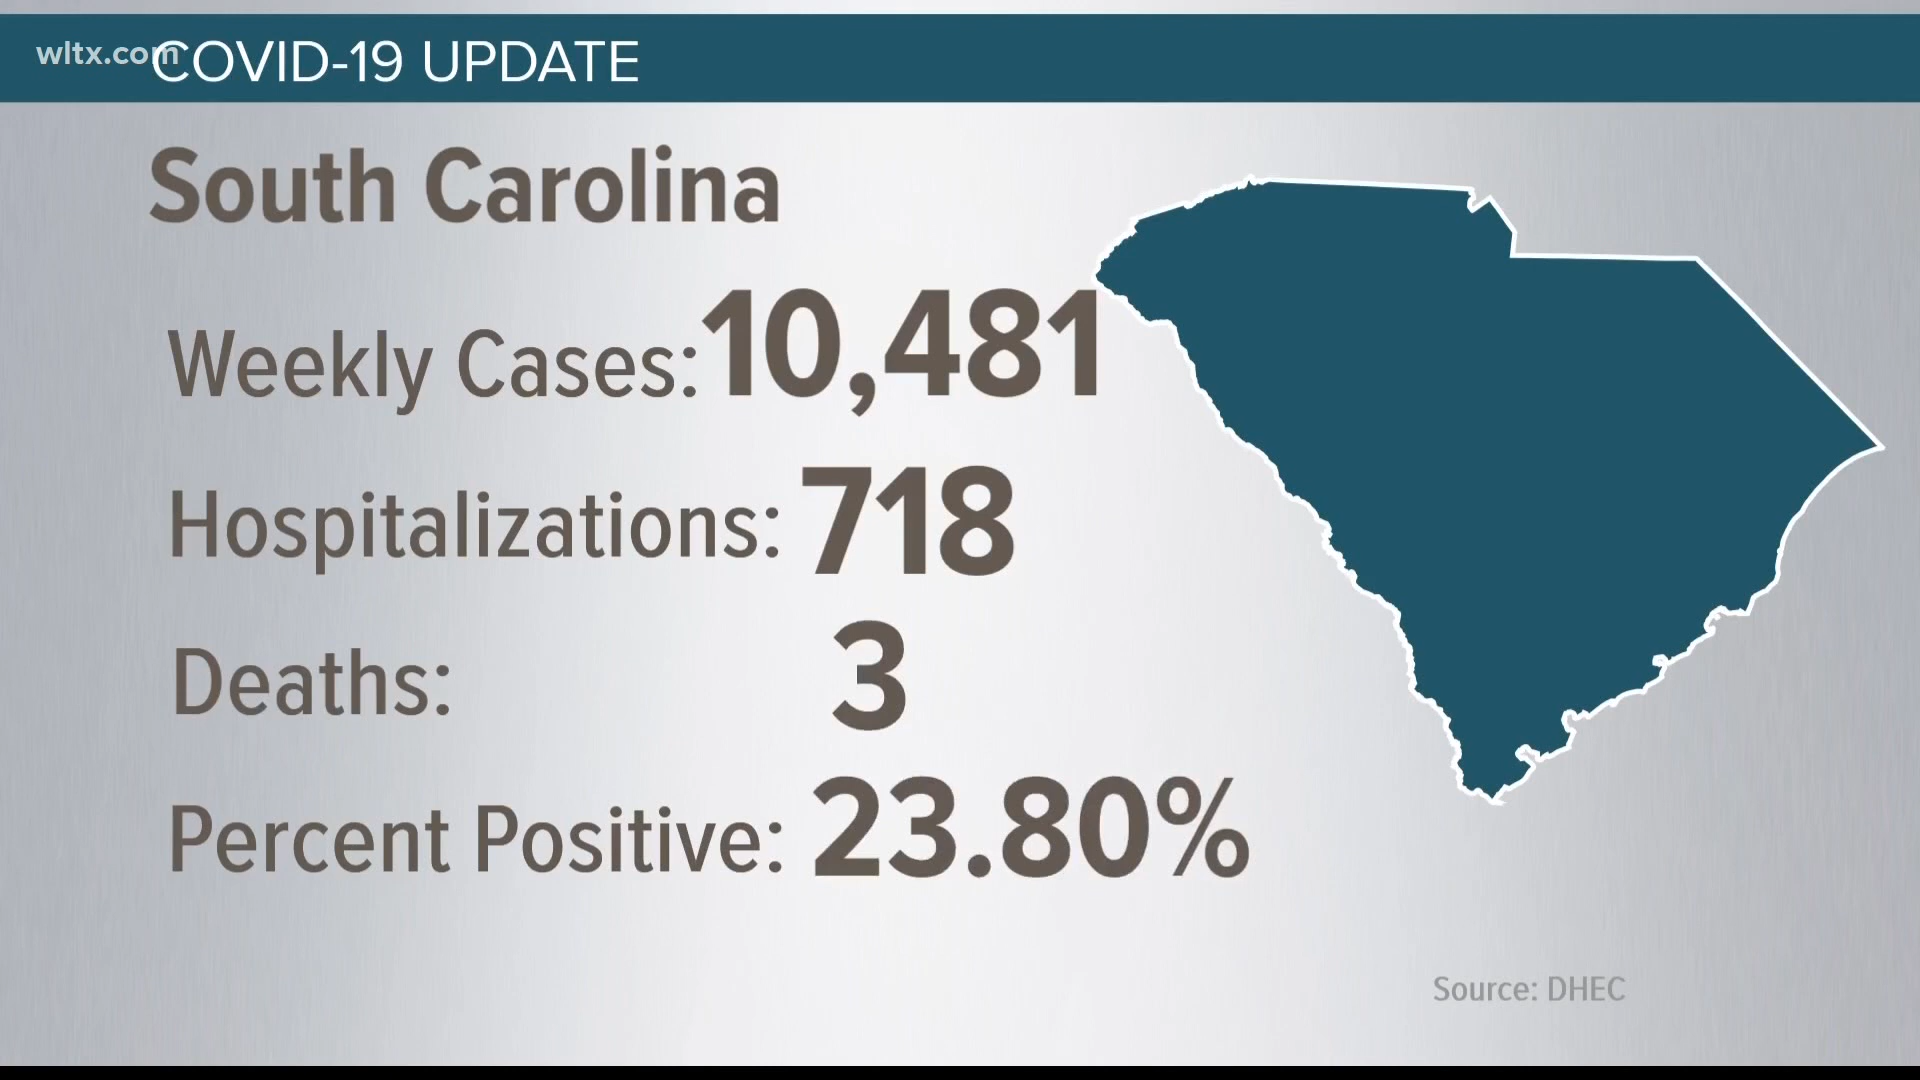 wltx.com
COVID-19 UPDATE
South Carolina
Weekly Cases: 10,481
Hospitalizations: 718
Deaths: 3
Percent Positive: 23.80%
Source: DHEC